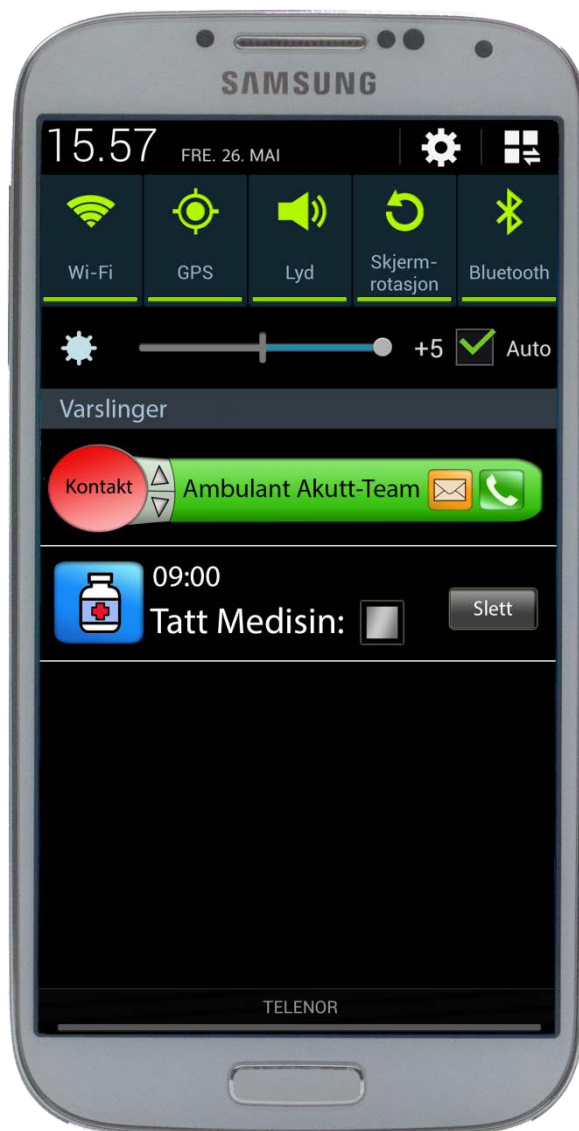 SAMSUNG
15.57 FRE. 26. MAI
Wi-Fi GPS Lyd Skjerm-
rotasjon Bluetooth
+5 Auto
Varslinger
Kontakt Ambulant Akutt-Team
09:00
Tatt Medisin: Slett
TELENOR